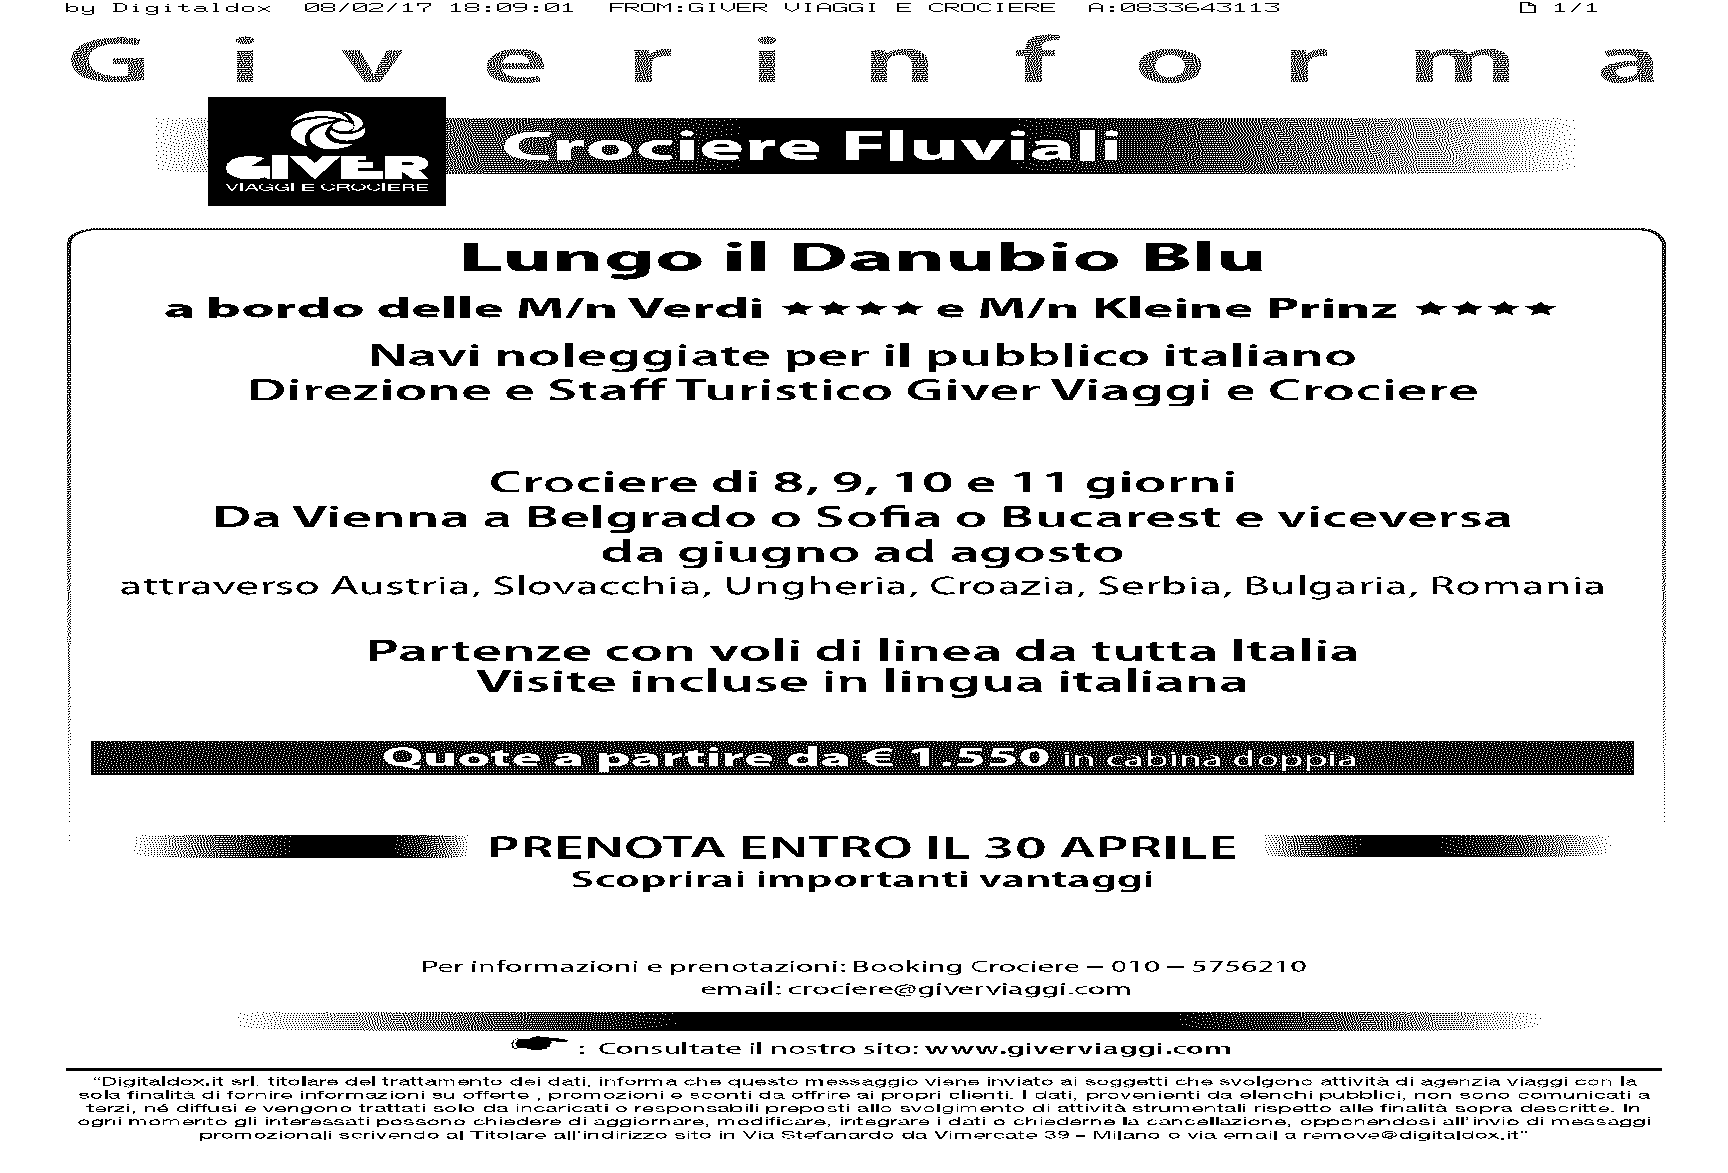 by Digitaldox 08/02/17 18:09:01 FROM:GIVER VIAGGI E CROCIERE A:0833643113 1/1
Giverinforma
GIVER
VIAGGI E CROCIERE
Crociere Fluviali
Lungo il Danubio Blu
a bordo delle M/n Verdi ★★★★ e M/n Kleine Prinz ★★★★
Navi noleggiate per il pubblico italiano
Direzione e Staff Turistico Giver Viaggi e Crociere
Crociere di 8, 9, 10 e 11 giorni
Da Vienna a Belgrado o Sofia o Bucarest e viceversa
da giugno ad agosto
attraverso Austria, Slovacchia, Ungheria, Croazia, Serbia, Bulgaria, Romania
Partenze con voli di linea da tutta Italia
Visite incluse in lingua italiana
Quote a partire da € 1.550 in cabina doppia
PRENOTA ENTRO IL 30 APRILE
Scoprirai importanti vantaggi
Per informazioni e prenotazioni: Booking Crociere – 010 – 5756210
email: crociere@giverviaggi.com
: Consultate il nostro sito: www.giverviaggi.com
"Digitaldox.it srl. titolare del trattamento dei dati, informa che questo messaggio viene inviato ai soggetti che svolgono attività di agenzia viaggi con la
sola finalità di fornire informazioni su offerte , promozioni e sconti da offrire ai propri clienti. I dati, provenienti da elenchi pubblici, non sono comunicati a
terzi, né diffusi e vengono trattati solo da incaricati o responsabili preposti allo svolgimento di attività strumentali rispetto alle finalità sopra descritte. In
ogni momento gli interessati possono chiedere di aggiornare, modificare, integrare i dati o chiederne la cancellazione, opponendosi all'invio di messaggi
promozionali scrivendo al Titolare all'indirizzo sito in Via Stefanardo da Vimercate 39 – Milano o via email a remove@digitaldox.it"